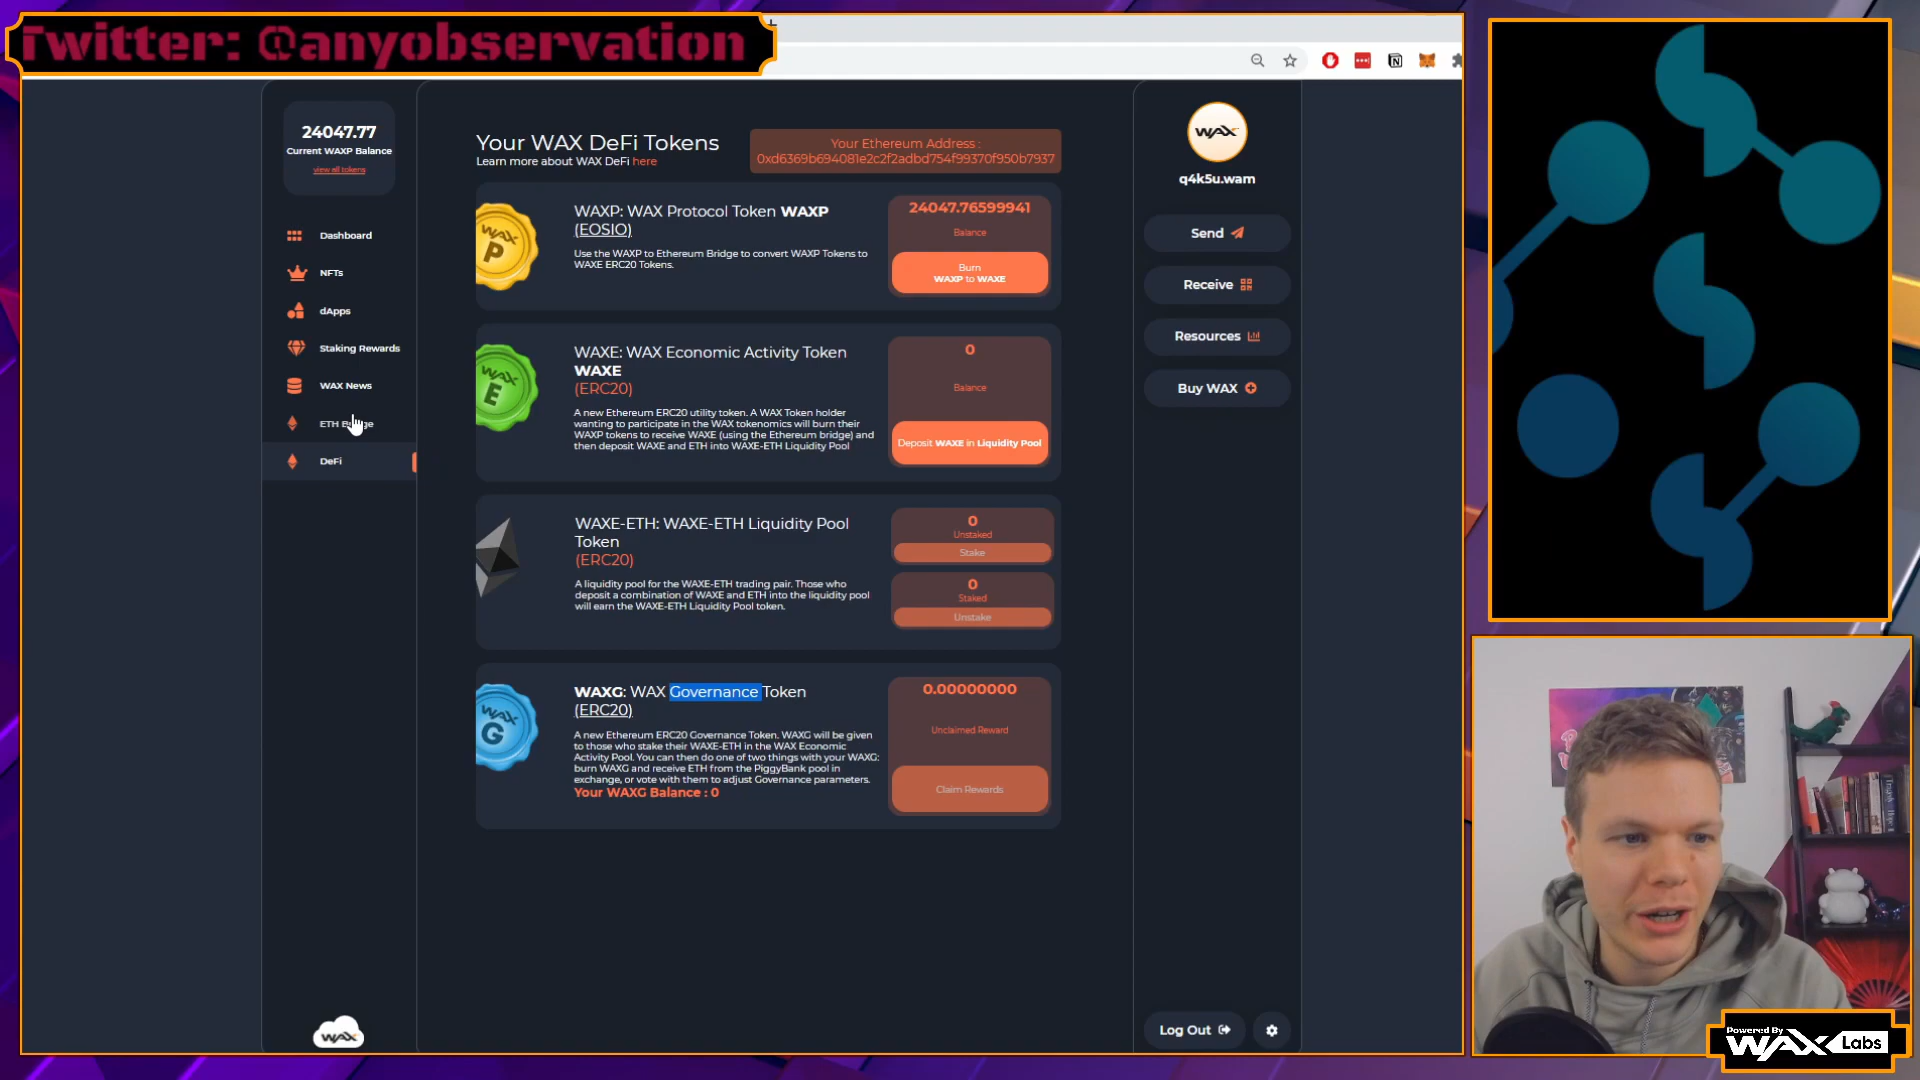 Twitter: @anyobservation
24047.77
Current WAXP Balance
view all tokens
Dashboard
NFTs
dApps
Staking Rewards
WAX News
DeFi
WAX
Your WAX DeFi Tokens
Learn more about WAX DeFi here
Your Ethereum Address :
0xd6369b694081e2c2f2adbd754f99370f950b7937
WAX
P
WAXP: WAX Protocol Token WAXP
(EOSIO)
Use the WAXP to Ethereum Bridge to convert WAXP Tokens to
WAXE ERC20 Tokens.
24047.76599941
Balance
Burn
WAXP to WAXE
WAX
E
WAXE: WAX Economic Activity Token
WAXE
(ERC20)
A new Ethereum ERC20 utility token. A WAX Token holder
wanting to participate in the WAX tokenomics will burn their
WAXP tokens to receive WAXE (using the Ethereum bridge) and
then deposit WAXE and ETH into WAXE-ETH Liquidity Pool
0
Balance
Deposit WAXE in Liquidity Pool
WAXE-ETH: WAXE-ETH Liquidity Pool
Token
(ERC20)
A liquidity pool for the WAXE-ETH trading pair. Those who
deposit a combination of WAXE and ETH into the liquidity pool
will earn the WAXE-ETH Liquidity Pool token.
0
Unstaked
Stake
0
Staked
Unstake
WAX
G
WAXG: WAX Governance Token
(ERC20)
A new Ethereum ERC20 Governance Token. WAXG will be given
to those who stake their WAXE-ETH in the WAX Economic
Activity Pool. You can then do one of two things with your WAXG:
burn WAXG and receive ETH from the PiggyBank pool in
exchange, or vote with them to adjust Governance parameters.
Your WAXG Balance : 0
0.00000000
Unclaimed Reward
Claim Rewards
WAX
q4k5u.wam
Send
Receive
Resources
Buy WAX
Log Out
Powered By
WAX Labs